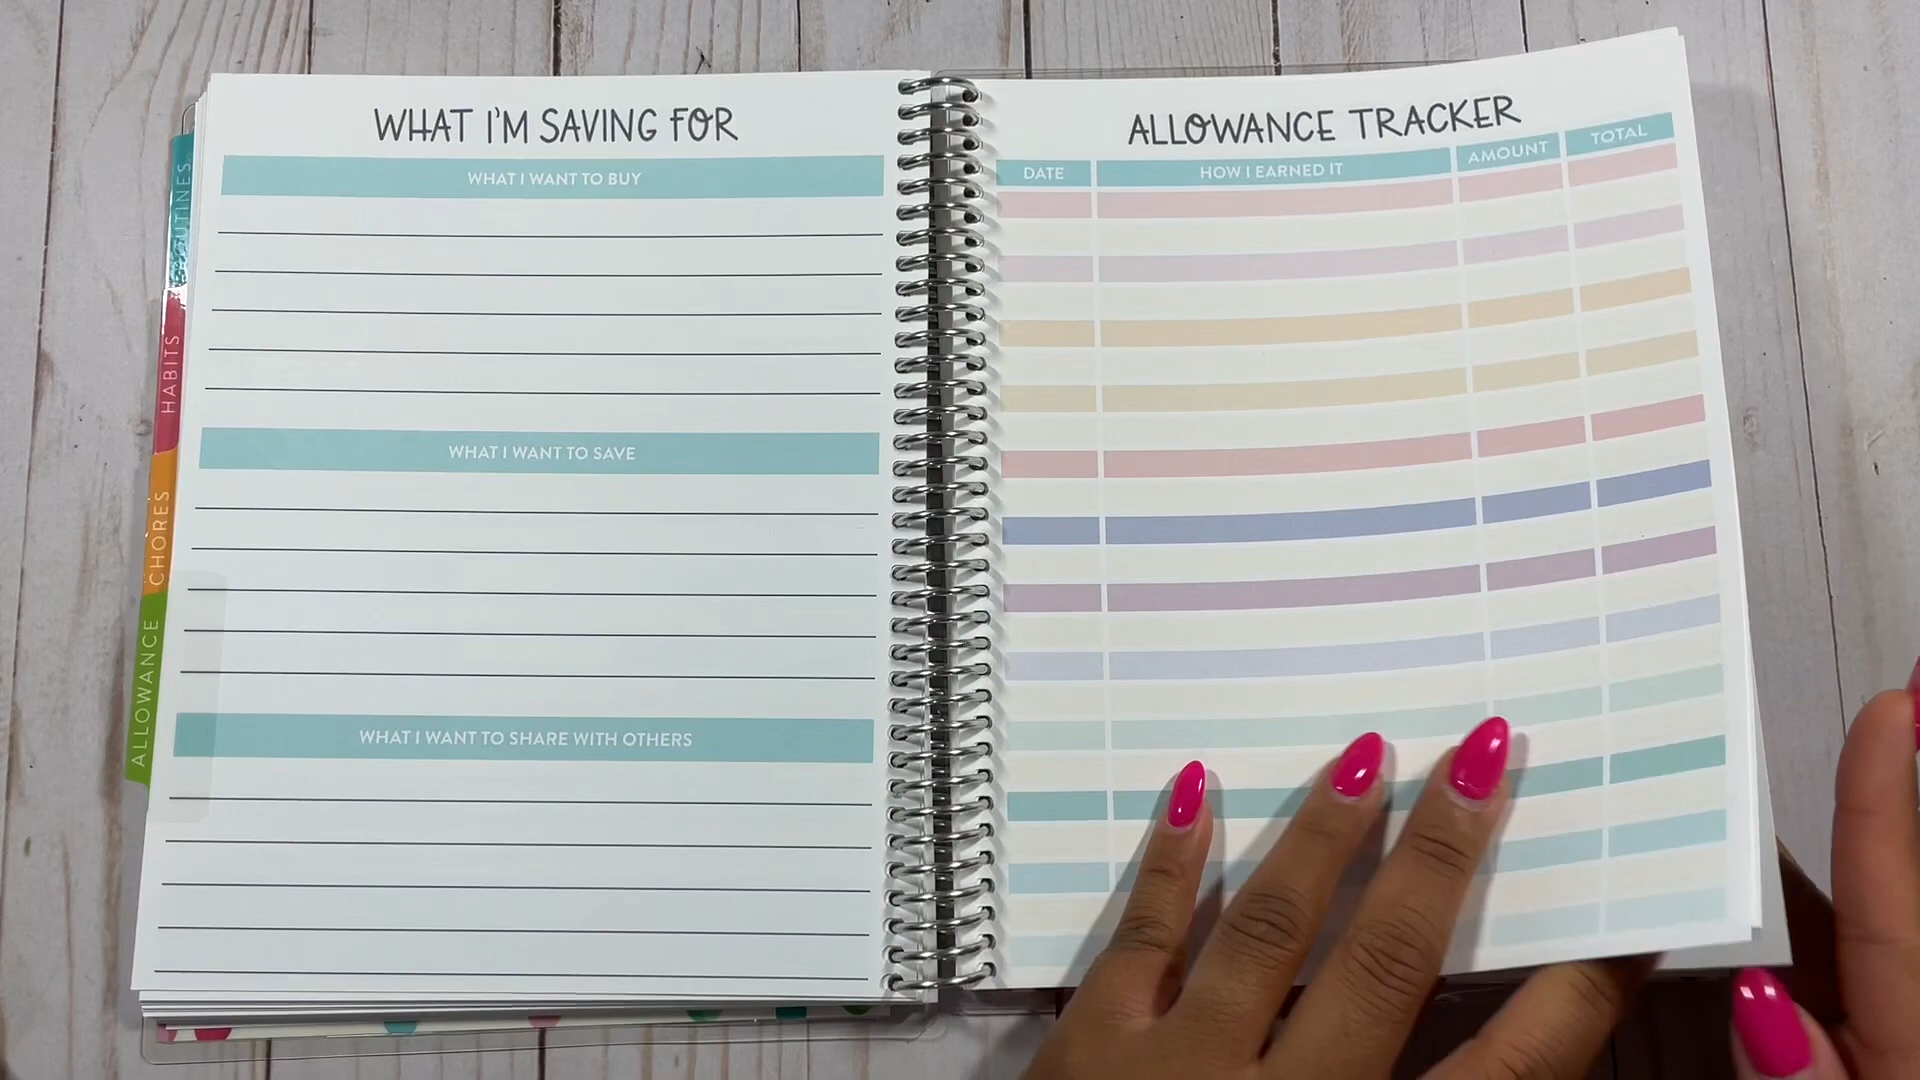 WHAT I'M SAVING FOR
WHAT I WANT TO BUY
WHAT I WANT TO SAVE
WHAT I WANT TO SHARE WITH OTHERS
ALLOWANCE TRACKER
DATE HOW I EARNED IT AMOUNT TOTAL
HABITS
CHORES
ALLOWANCE